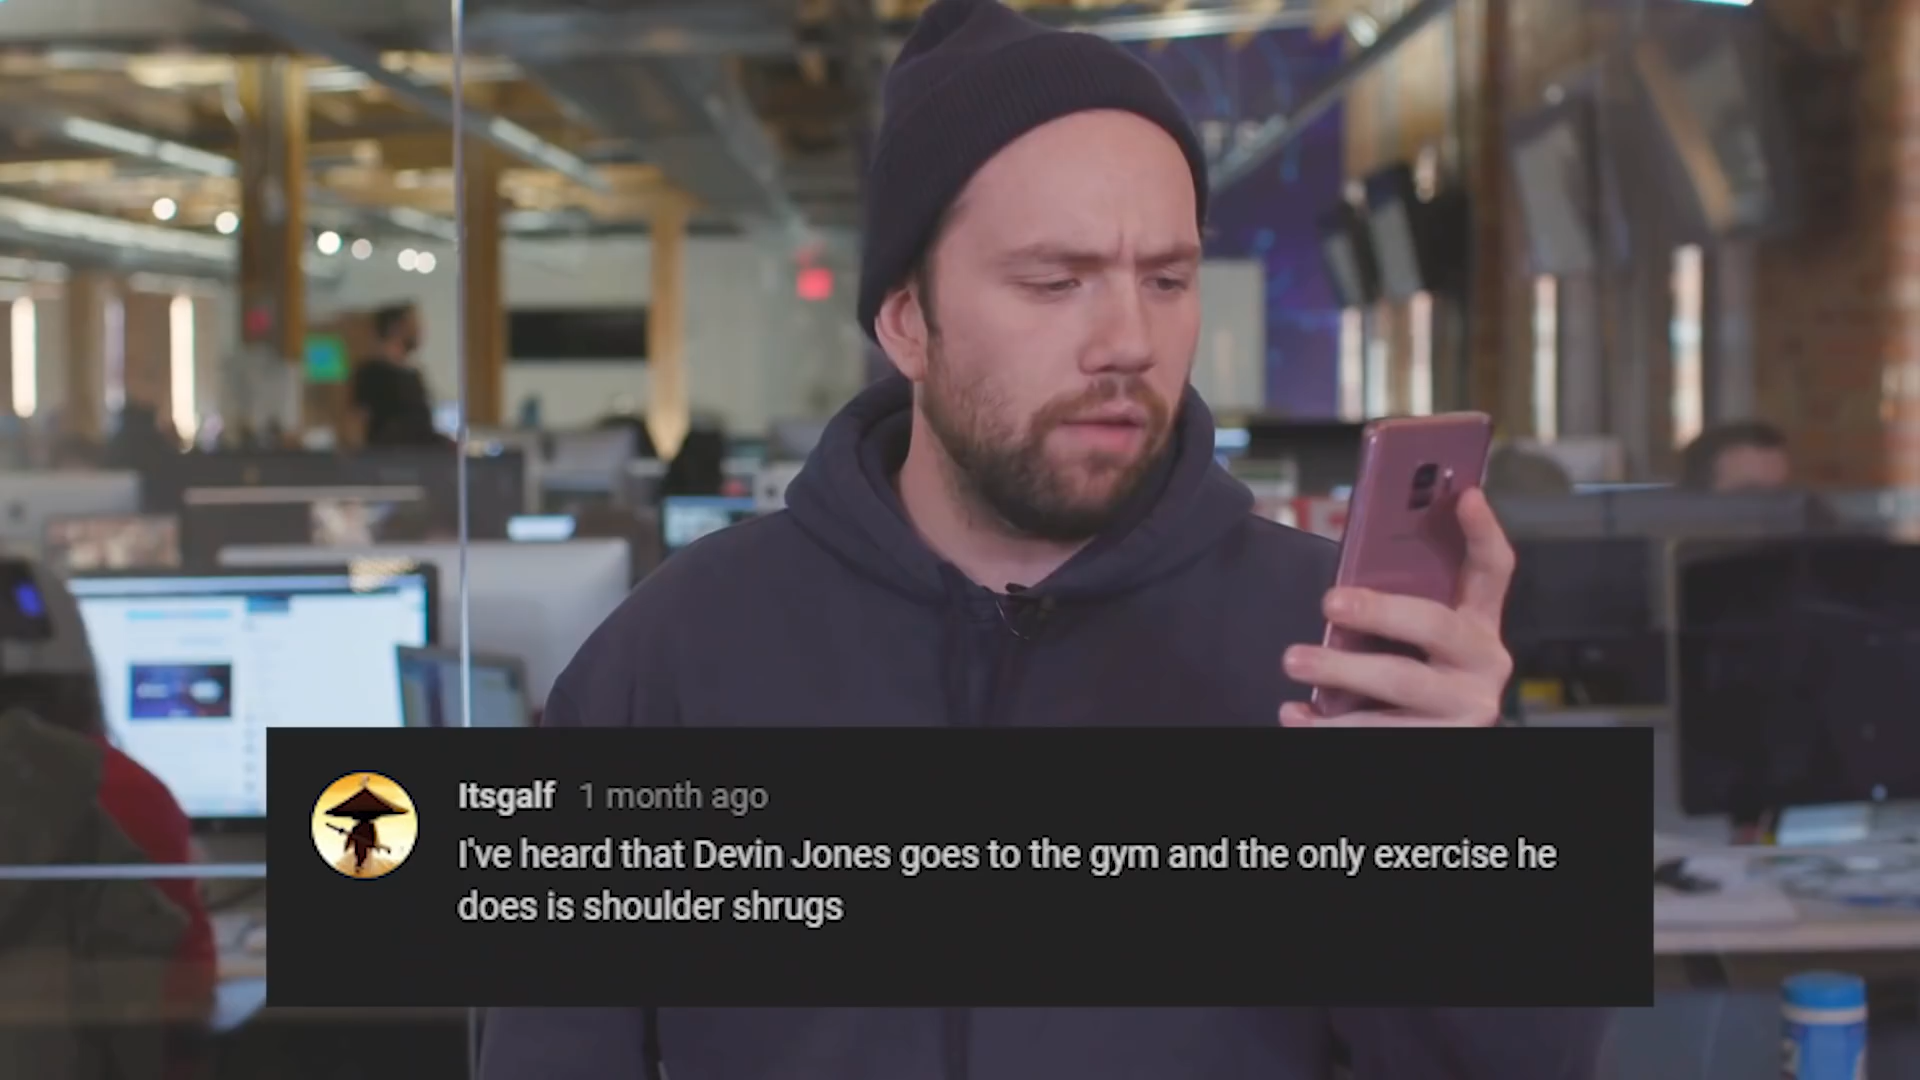 Itsgalf 1 month ago
I've heard that Devin Jones goes to the gym and the only exercise he
does is shoulder shrugs